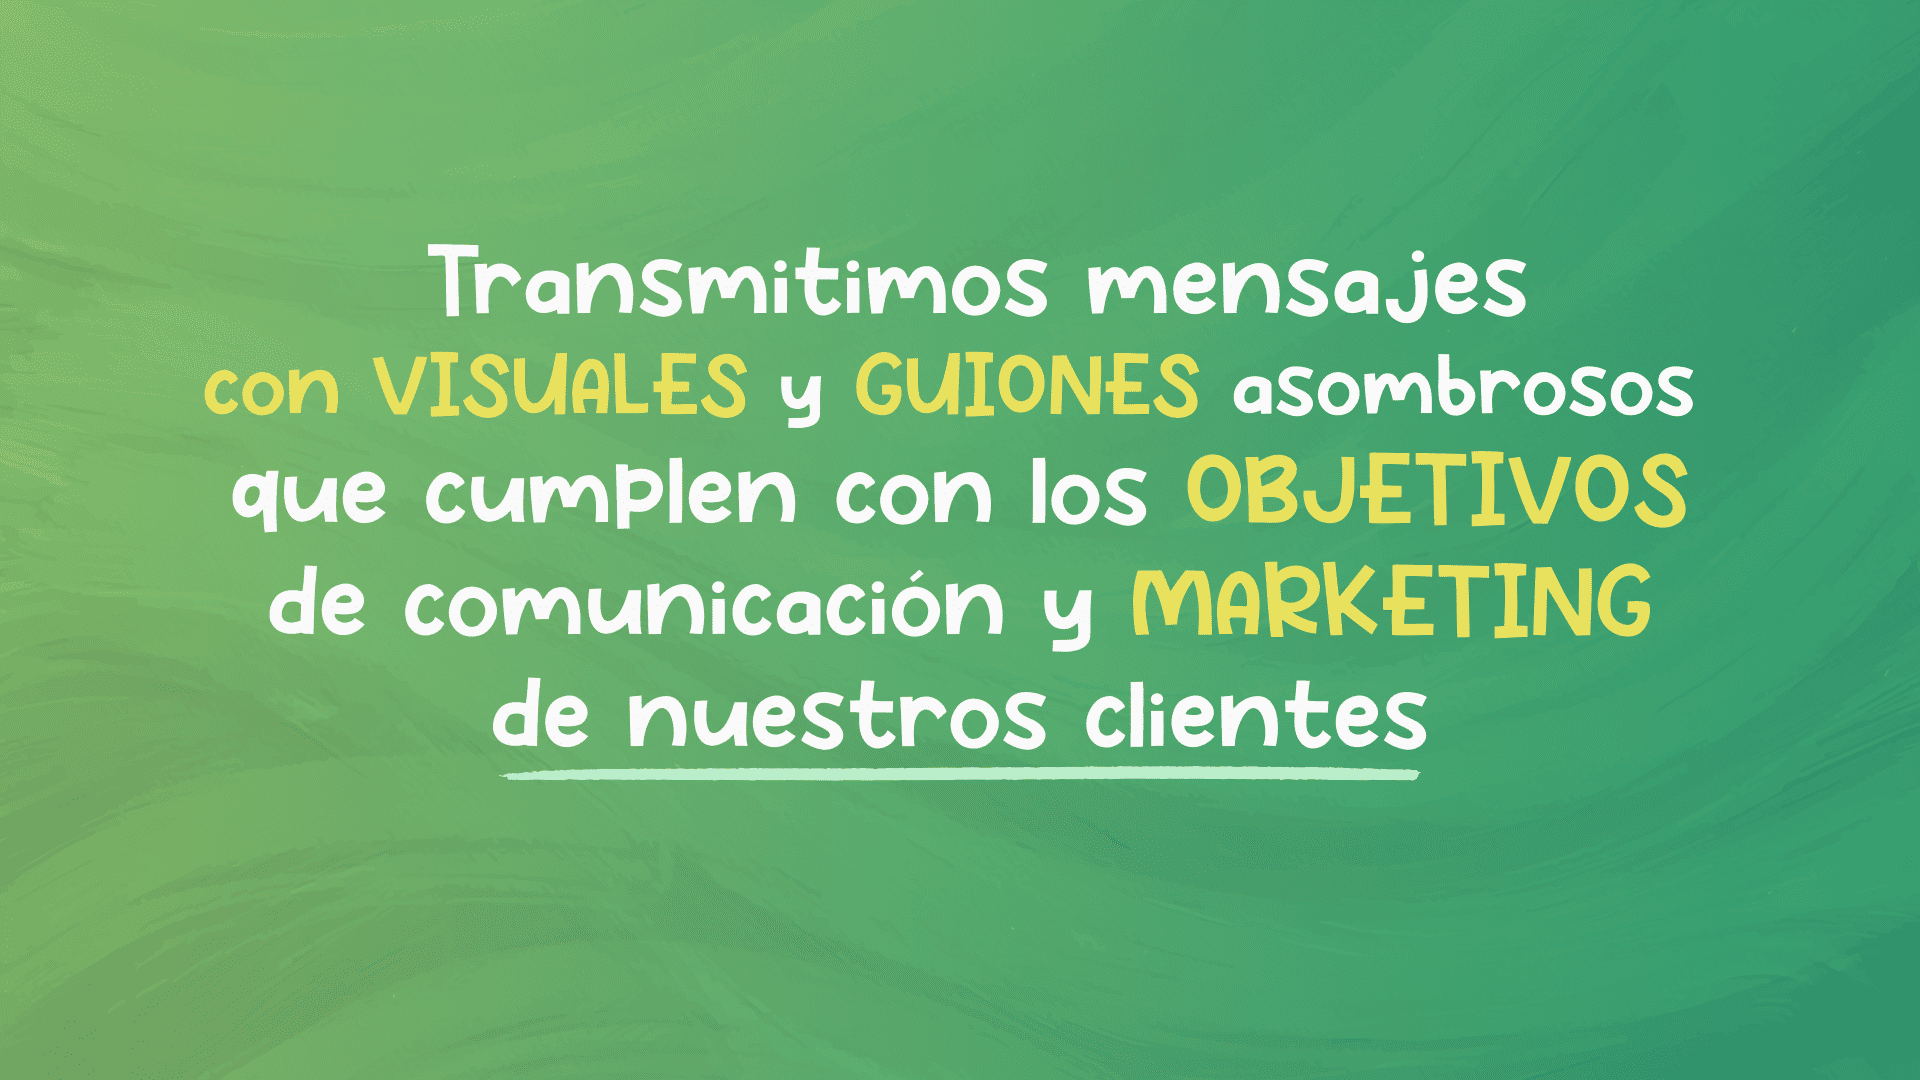 Transmitimos mensajes
con VISUALES y GUIONES asombrosos
que cumplen con los OBJETIVOS
de comunicación y MARKETING
de nuestros clientes